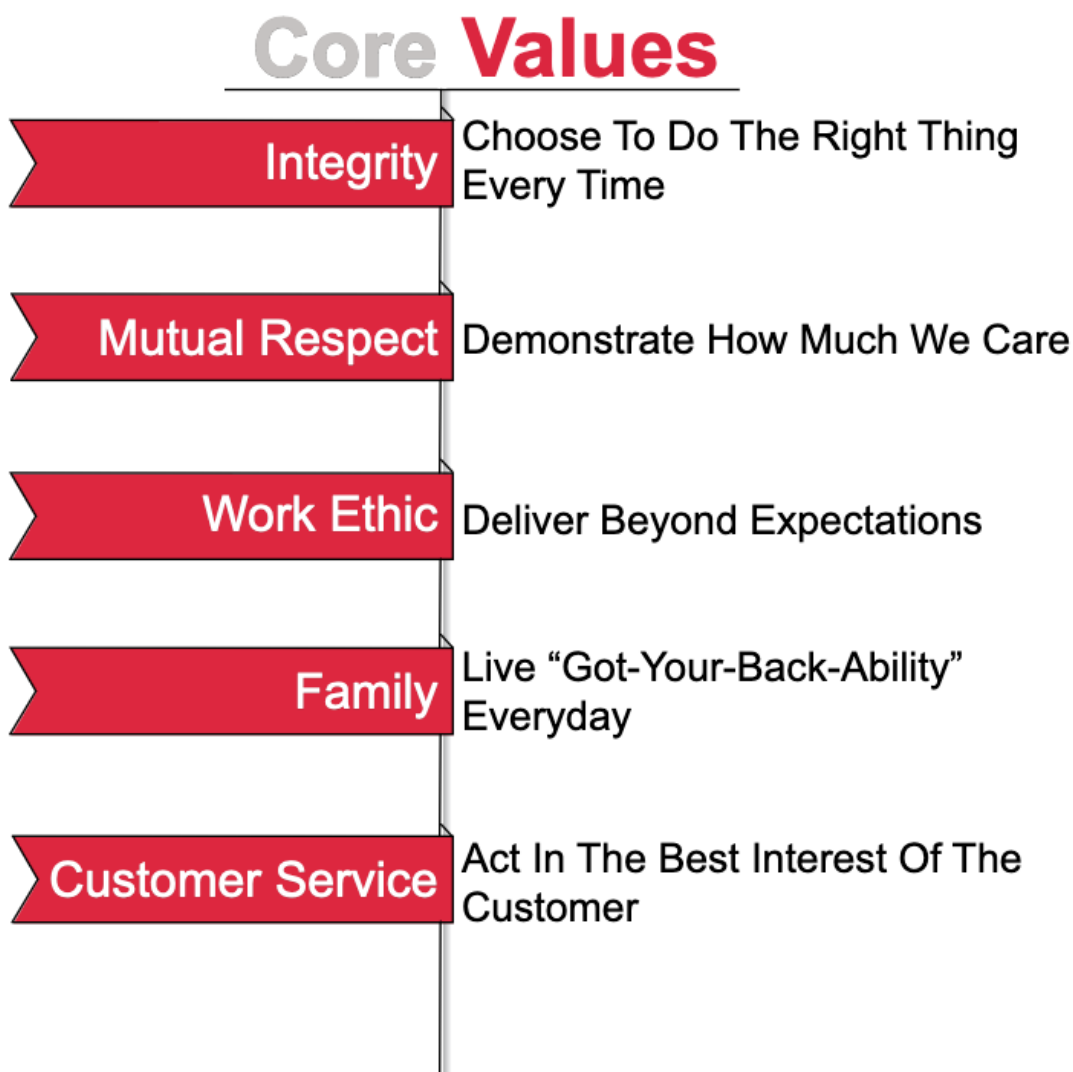 Core Values
Integrity
Choose To Do The Right Thing
Every Time
Mutual Respect
Demonstrate How Much We Care
Work Ethic
Deliver Beyond Expectations
Family
Live “Got-Your-Back-Ability”
Everyday
Customer Service
Act In The Best Interest Of The
Customer